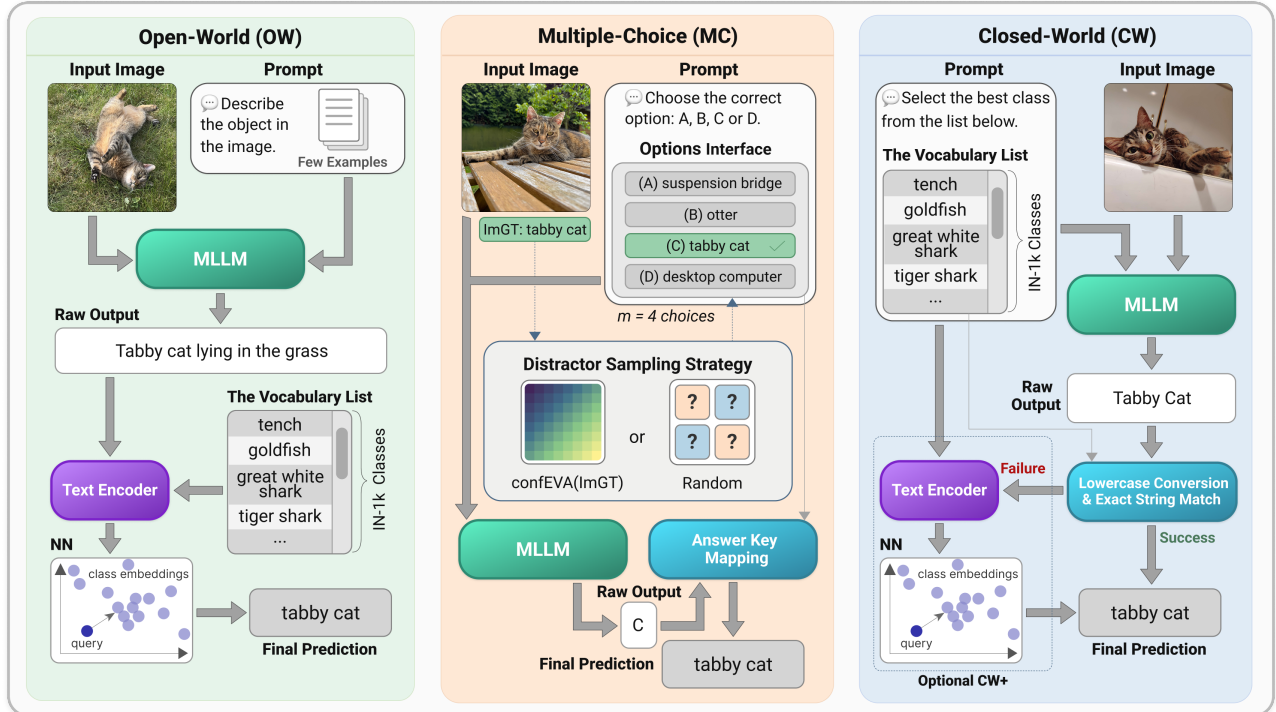 Open-World (OW)
Input Image
Prompt
Describe
the object in
the image.
Few Examples
MLLM
Raw Output
Tabby cat lying in the grass
The Vocabulary List
tench
goldfish
great white
shark
tiger shark
...
IN-1k Classes
Text Encoder
NN
class embeddings
query
tabby cat
Final Prediction
Multiple-Choice (MC)
Input Image
Prompt
Choose the correct
option: A, B, C or D.
Options Interface
(A) suspension bridge
(B) otter
(C) tabby cat
(D) desktop computer
ImGT: tabby cat
m = 4 choices
Distractor Sampling Strategy
or
? ?
? ?
confEVA(ImGT)
Random
MLLM
Answer Key
Mapping
Raw Output
C
Final Prediction
tabby cat
Closed-World (CW)
Prompt
Input Image
Select the best class
from the list below.
The Vocabulary List
tench
goldfish
great white
shark
tiger shark
...
IN-1k Classes
MLLM
Raw
Output
Tabby Cat
Failure
Text Encoder
Lowercase Conversion
& Exact String Match
Success
NN
class embeddings
query
tabby cat
Final Prediction
Optional CW+